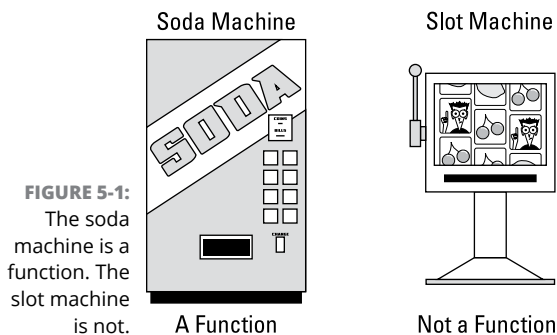 Soda Machine
Slot Machine
SODA
COINS
BILLS
CHANGE
FIGURE 5-1:
The soda
machine is a
function. The
slot machine
is not.
A Function
Not a Function